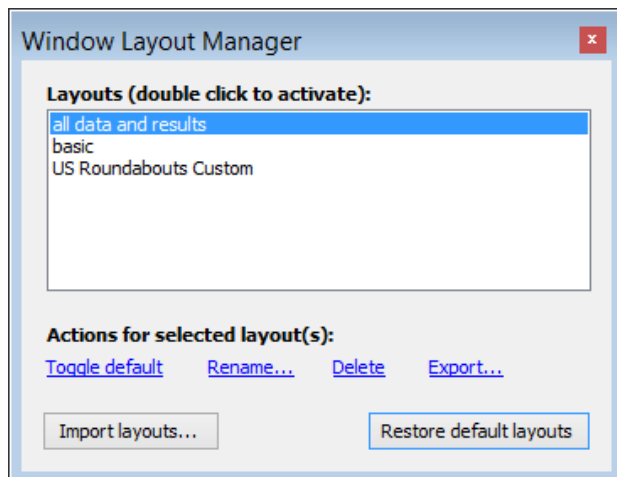 Window Layout Manager
x
Layouts (double click to activate):
all data and results
basic
US Roundabouts Custom
Actions for selected layout(s):
Toggle default Rename... Delete Export...
Import layouts... Restore default layouts